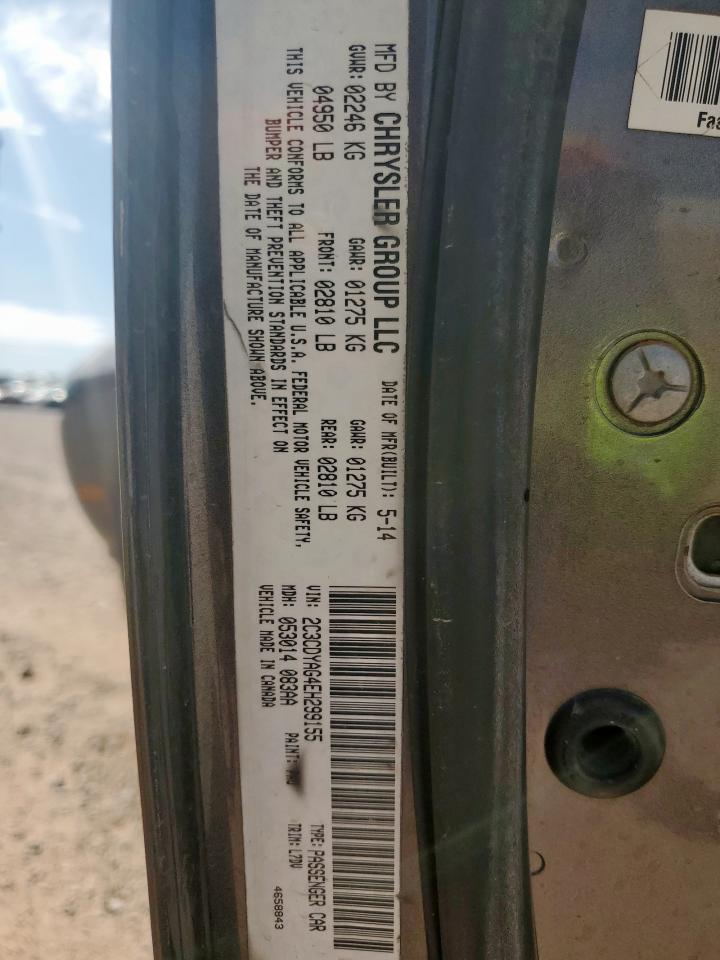 MFD BY CHRYSLER GROUP LLC
DATE OF MFR(BUILT): 5-14
GVWR: 02246 KG
GAWR: 01275 KG
GAWR: 01275 KG
04950 LB
FRONT: 02810 LB
REAR: 02810 LB
THIS VEHICLE CONFORMS TO ALL APPLICABLE U.S.A. FEDERAL MOTOR VEHICLE SAFETY,
BUMPER AND THEFT PREVENTION STANDARDS IN EFFECT ON
THE DATE OF MANUFACTURE SHOWN ABOVE.
VIN: 2C3CDYAG4EH299155
TYPE: PASSENGER CAR
MDH: 053014 083AA
PAINT:
TRIM: L7DV
VEHICLE MADE IN CANADA
4658843